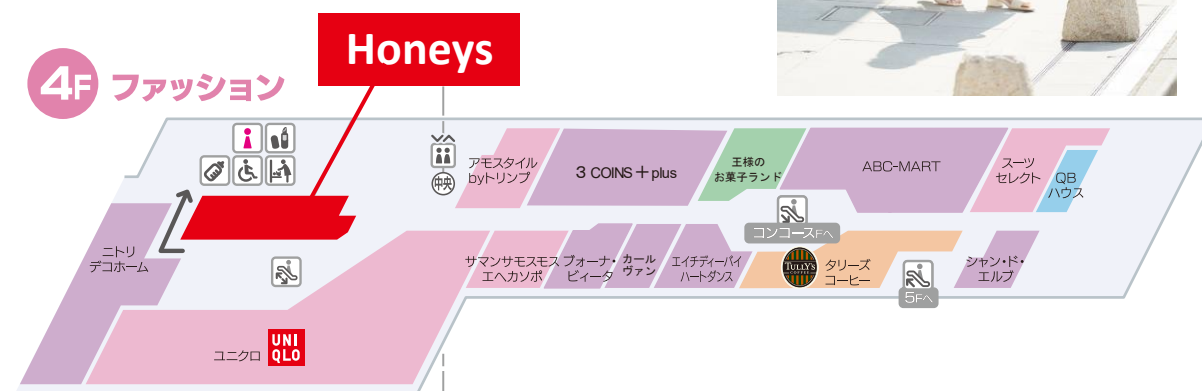 Honeys
4F ファッション
中央
アモスタイル
byトリンプ
3 COINS+plus
王様の
お菓子ランド
ABC-MART
スーツ
セレクト
QB
ハウス
コンコースFへ
ニトリ
デコホーム
サマンサモスモス
エヘカソポ
ブォーナ・
ビィータ
カール
ヴァン
エイチディーパイ
ハートダンス
TULLY'S
COFFEE
タリーズ
コーヒー
5Fへ
シャン・ド・
エルブ
ユニクロ
UNI
QLO